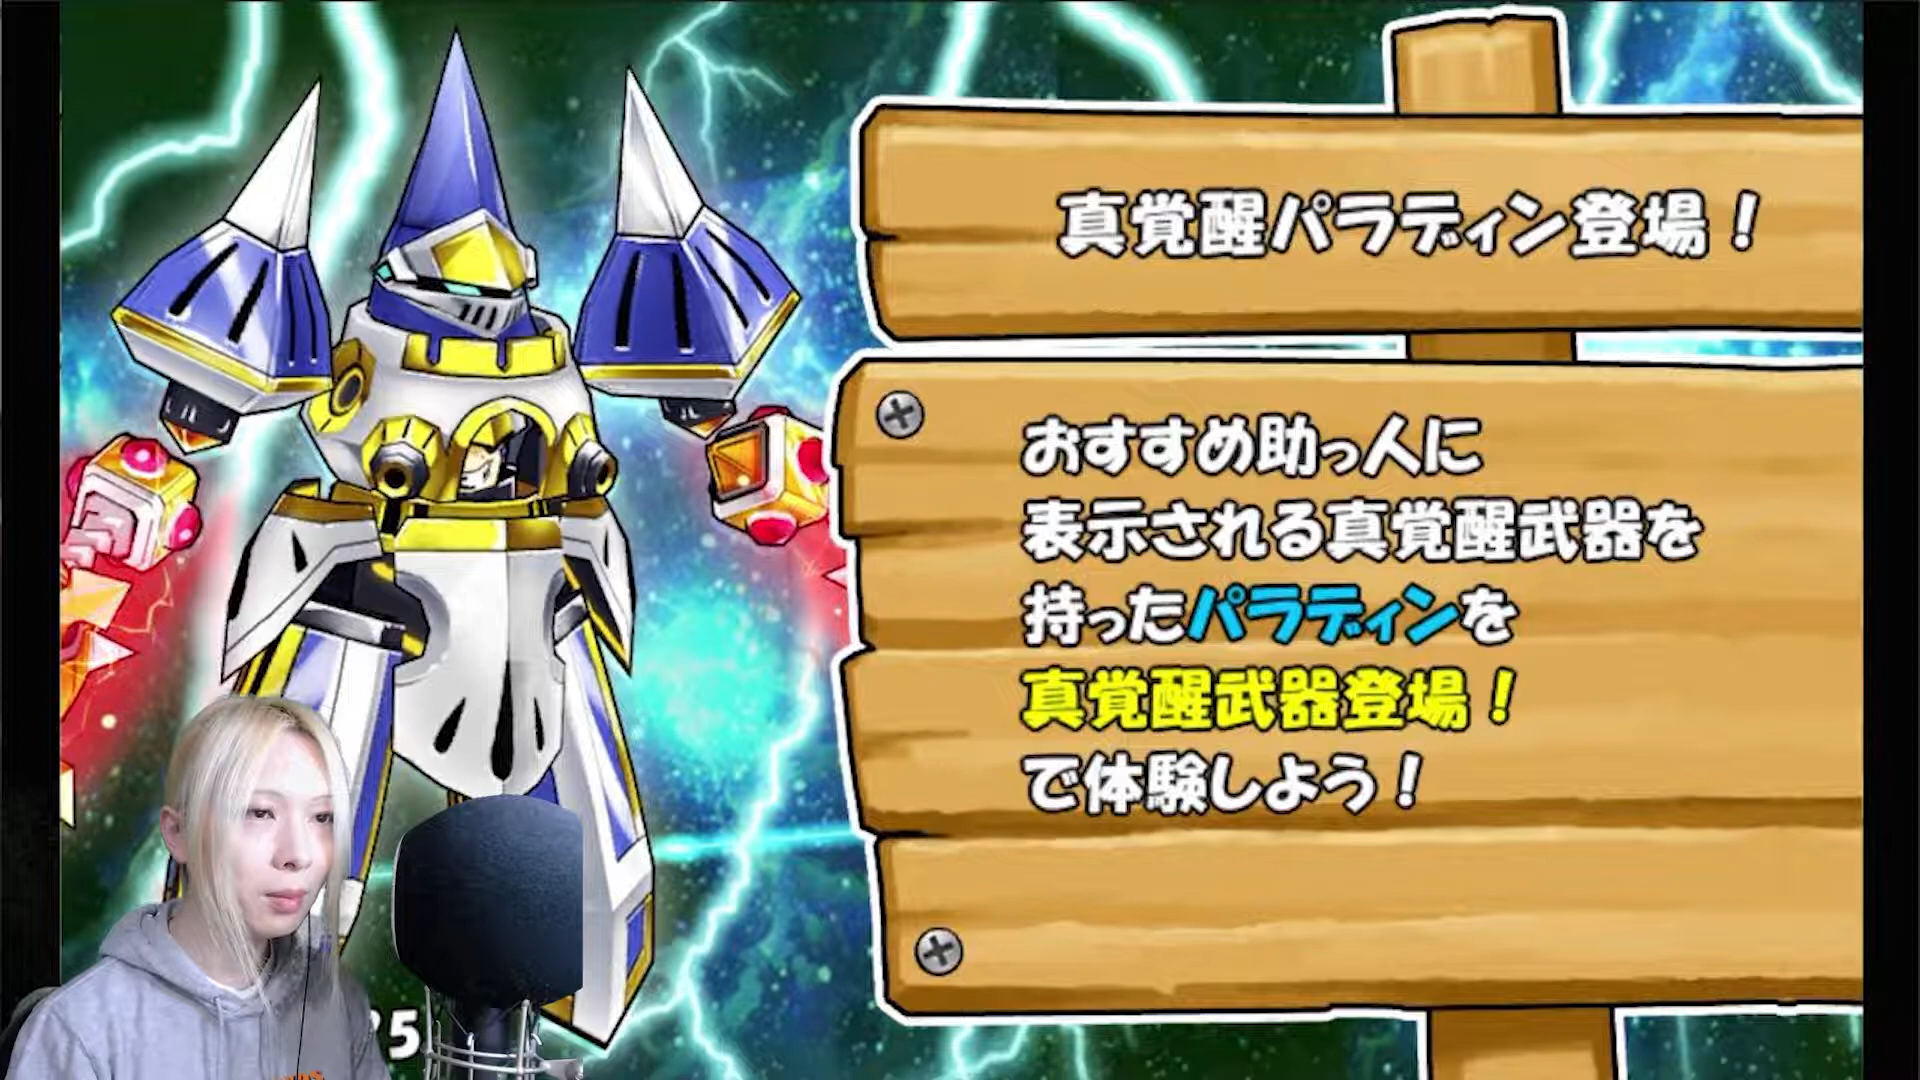 真覚醒パラディン登場！
おすすめ助っ人に
表示される真覚醒武器を
持ったパラディンを
真覚醒武器登場！
で体験しよう！